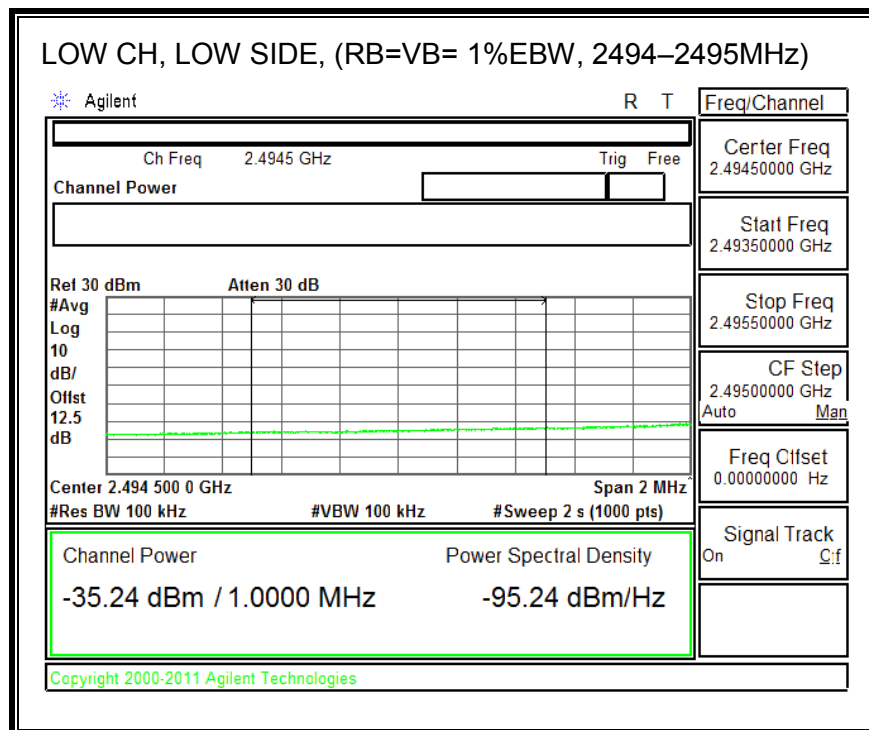 LOW CH, LOW SIDE, (RB=VB= 1%EBW, 2494–2495MHz)
Agilent R T
Freq/Channel
Ch Freq 2.4945 GHz Trig Free
Channel Power
Center Freq
2.49450000 GHz
Start Freq
2.49350000 GHz
Stop Freq
2.49550000 GHz
CF Step
2.49500000 GHz
Auto Man
Freq Offset
0.00000000 Hz
Signal Track
On Off
Ref 30 dBm Atten 30 dB
#Avg
Log
10
dB/
Offst
12.5
dB
Center 2.494 500 0 GHz Span 2 MHz^
#Res BW 100 kHz #VBW 100 kHz #Sweep 2 s (1000 pts)
Channel Power Power Spectral Density
-35.24 dBm / 1.0000 MHz -95.24 dBm/Hz
Copyright 2000-2011 Agilent Technologies